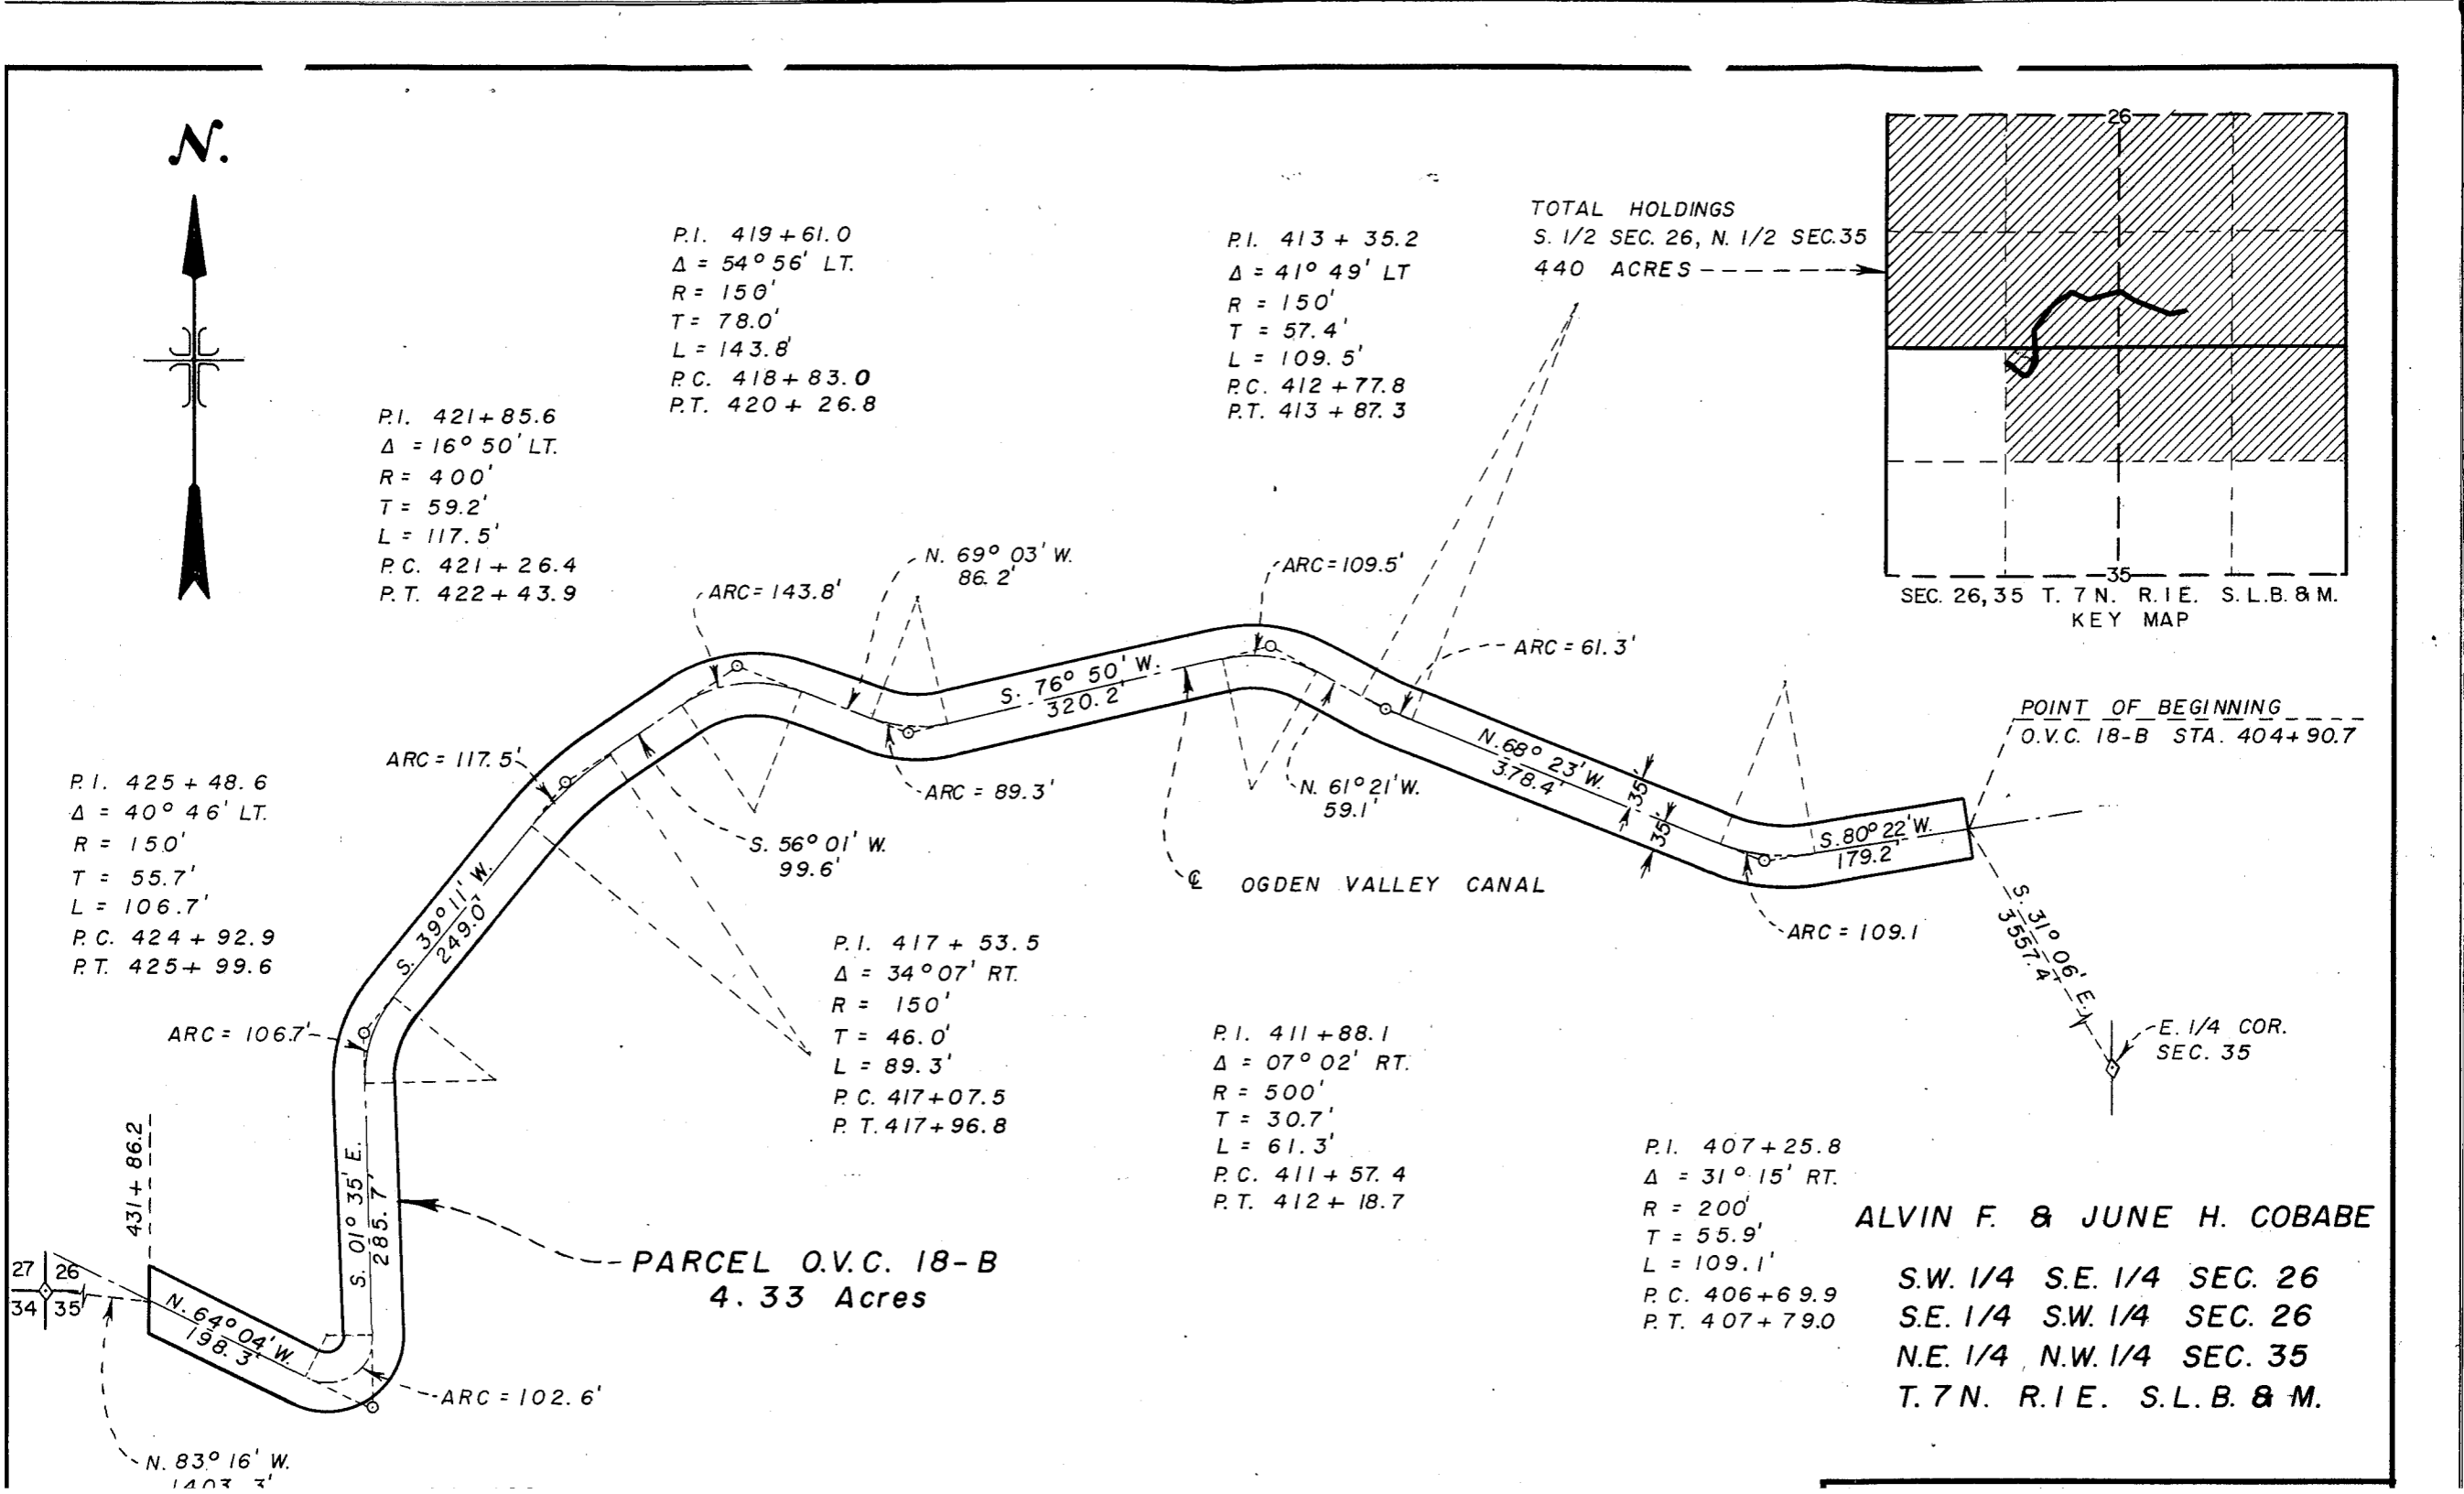 N.
P.I. 419+61.0
Δ = 54°56' LT.
R = 150'
T = 78.0'
L = 143.8'
P.C. 418+83.0
P.T. 420+26.8
P.I. 413+35.2
Δ = 41°49' LT
R = 150'
T = 57.4'
L = 109.5'
P.C. 412+77.8
P.T. 413+87.3
TOTAL HOLDINGS
S. 1/2 SEC. 26, N. 1/2 SEC.35
440 ACRES
26
35
SEC. 26,35 T. 7 N. R. 1 E. S.L.B. & M.
KEY MAP
P.I. 421+85.6
Δ = 16°50' LT.
R = 400'
T = 59.2'
L = 117.5'
P.C. 421+26.4
P.T. 422+43.9
ARC = 143.8'
N. 69° 03' W.
86.2'
ARC = 109.5'
ARC = 61.3'
S. 76° 50' W.
320.2'
POINT OF BEGINNING
O.V.C. 18-B STA. 404+90.7
P.I. 425+48.6
Δ = 40°46' LT.
R = 150'
T = 55.7'
L = 106.7'
P.C. 424+92.9
P.T. 425+99.6
ARC = 117.5'
ARC = 89.3'
S. 56° 01' W.
99.6'
N. 61° 21' W.
59.1'
N. 68° 23' W.
378.4'
35'
35'
S. 80° 22' W.
179.2'
℄ OGDEN VALLEY CANAL
ARC = 109.1
S. 39° 11' W.
249.0'
S. 31° 06' E.
3557.4'
E. 1/4 COR.
SEC. 35
ARC = 106.7'
P.I. 417+53.5
Δ = 34°07' RT.
R = 150'
T = 46.0'
L = 89.3'
P.C. 417+07.5
P.T. 417+96.8
P.I. 411+88.1
Δ = 07°02' RT.
R = 500'
T = 30.7'
L = 61.3'
P.C. 411+57.4
P.T. 412+18.7
P.I. 407+25.8
Δ = 31°15' RT.
R = 200'
T = 55.9'
L = 109.1'
P.C. 406+69.9
P.T. 407+79.0
431+86.2
S. 01° 35' E.
285.7'
PARCEL O.V.C. 18-B
4.33 Acres
27 26
34 35
N. 64° 04' W.
198.3'
ARC = 102.6'
N. 83° 16' W.
1403.3'
ALVIN F. & JUNE H. COBABE
S.W. 1/4 S.E. 1/4 SEC. 26
S.E. 1/4 S.W. 1/4 SEC. 26
N.E. 1/4 N.W. 1/4 SEC. 35
T. 7 N. R. 1 E. S.L.B. & M.